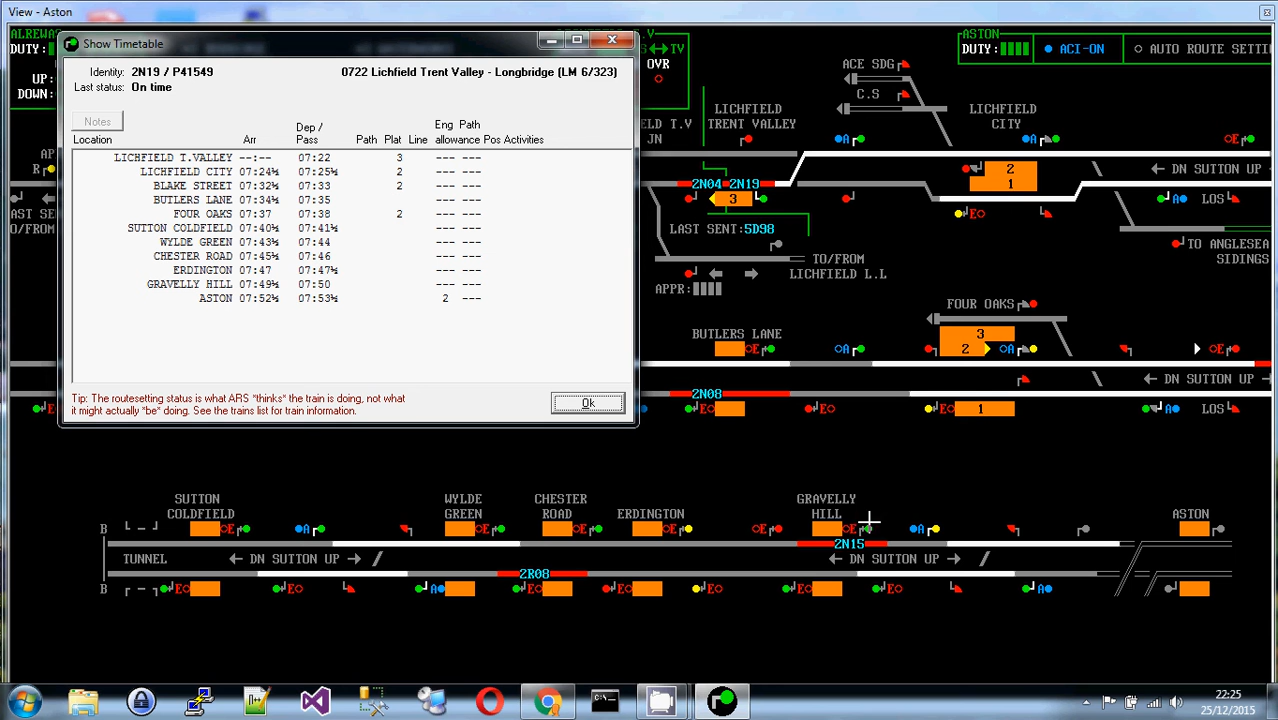 View - Aston
ALREWAS
DUTY:
UP:
DOWN:
Show Timetable
Identity: 2N19 / P41549 0722 Lichfield Trent Valley - Longbridge (LM 6/323)
Last status: On time
Notes
Location Arr Dep / Pass Path Plat Line Eng allowance Path Pos Activities
LICHFIELD T.VALLEY --:-- 07:22 3 --- ---
LICHFIELD CITY 07:24½ 07:25½ 2 --- ---
BLAKE STREET 07:32½ 07:33 2 --- ---
BUTLERS LANE 07:34½ 07:35 --- ---
FOUR OAKS 07:37 07:38 2 --- ---
SUTTON COLDFIELD 07:40½ 07:41½ --- ---
WYLDE GREEN 07:43½ 07:44 --- ---
CHESTER ROAD 07:45½ 07:46 --- ---
ERDINGTON 07:47 07:47½ --- ---
GRAVELLY HILL 07:49½ 07:50 --- ---
ASTON 07:52½ 07:53½ 2 ---
Tip: The routesetting status is what ARS *thinks* the train is doing, not what
it might actually *be* doing. See the trains list for train information.
Ok
TV
OVR
ASTON
DUTY:
ACI-ON
AUTO ROUTE SETTI
ACE SDG
C.S
LICHFIELD
TRENT VALLEY
LICHFIELD
CITY
JN
A
A
E
2
1
DN SUTTON UP
2N04 2N19
3
E
A
LOS
LAST SENT:5D98
TO/FROM
LICHFIELD L.L
APPR:
TO ANGLESEA
SIDINGS
R
AST SE
O/FROM
BUTLERS LANE
E
A
FOUR OAKS
3
2
A
E
DN SUTTON UP
2N08
E
E
E
1
A
LOS
SUTTON
COLDFIELD
WYLDE
GREEN
CHESTER
ROAD
ERDINGTON
GRAVELLY
HILL
ASTON
B
E
A
E
E
E
E
E
A
2N15
TUNNEL
DN SUTTON UP
DN SUTTON UP
2R08
B
E
E
A
E
E
E
E
E
E
A
22:25
25/12/2015